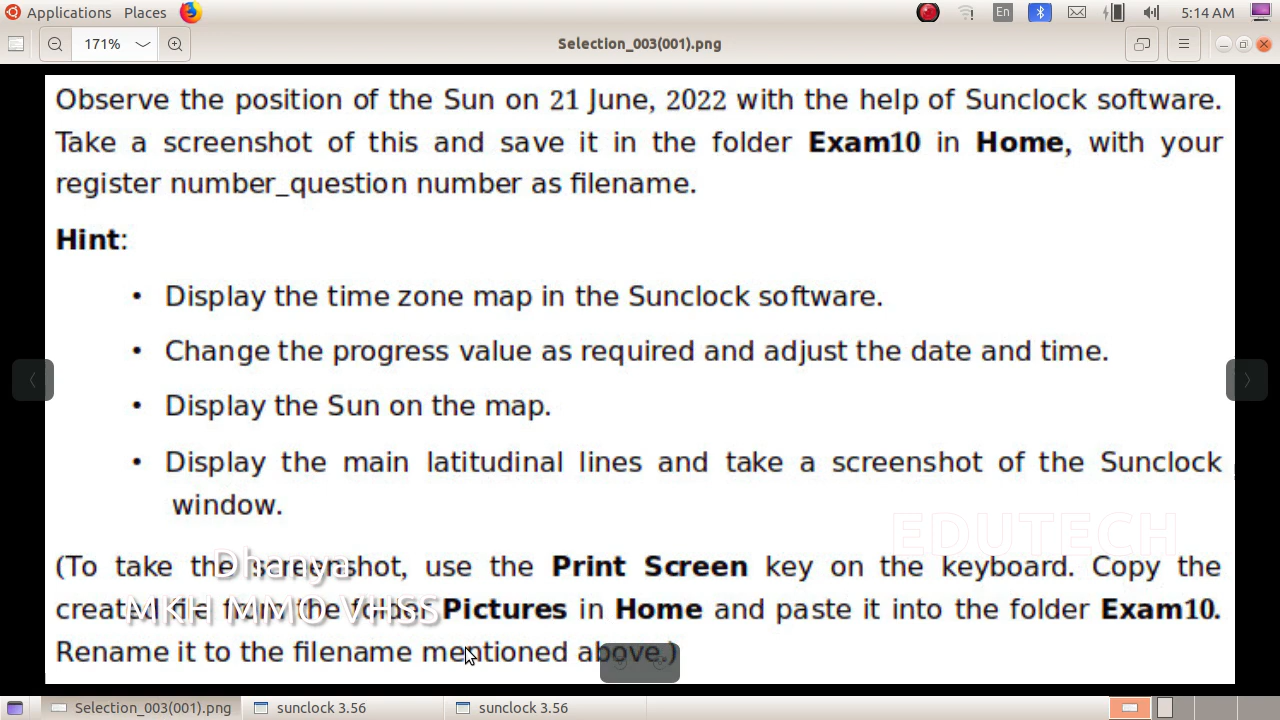 Applications Places En 5:14 AM
171% Selection_003(001).png
Observe the position of the Sun on 21 June, 2022 with the help of Sunclock software.
Take a screenshot of this and save it in the folder Exam10 in Home, with your
register number_question number as filename.
Hint:
• Display the time zone map in the Sunclock software.
• Change the progress value as required and adjust the date and time.
• Display the Sun on the map.
• Display the main latitudinal lines and take a screenshot of the Sunclock
window.
EDUTECH
(To take the screenshot, use the Print Screen key on the keyboard. Copy the
Dhanya
created file from the folder Pictures in Home and paste it into the folder Exam10.
MKH MMO VHSS
Rename it to the filename mentioned above.)
Selection_003(001).png sunclock 3.56 sunclock 3.56